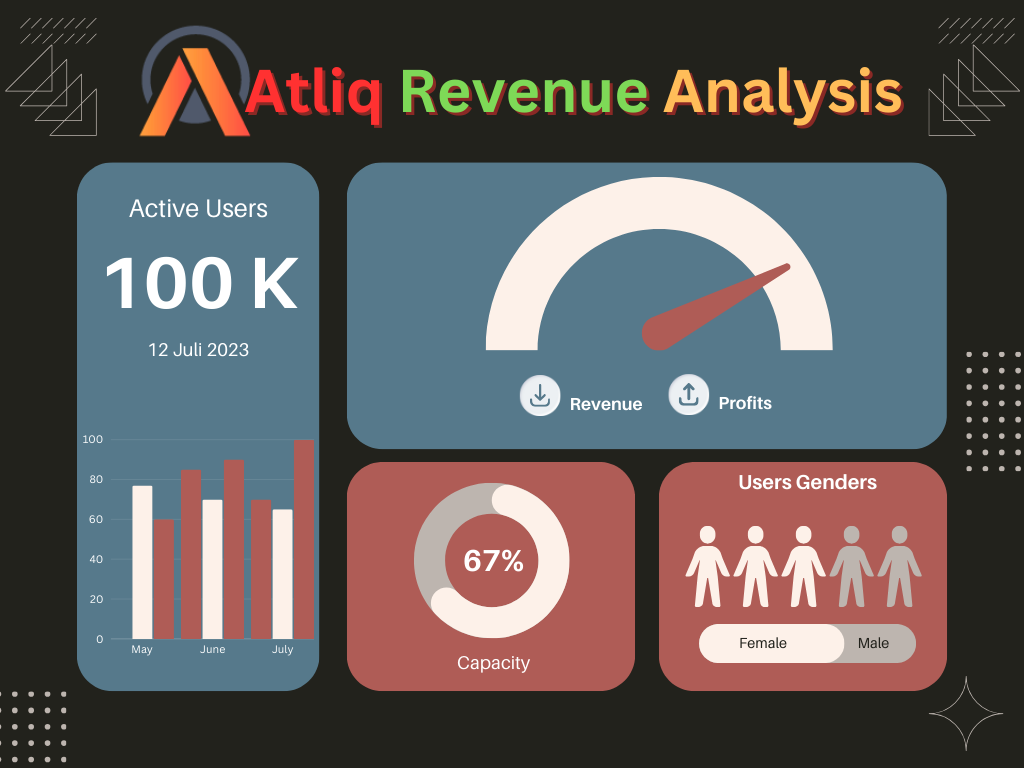 Atliq Revenue Analysis
Active Users
100 K
12 Juli 2023
100
80
60
40
20
0
May June July
Revenue Profits
67%
Capacity
Users Genders
Female Male